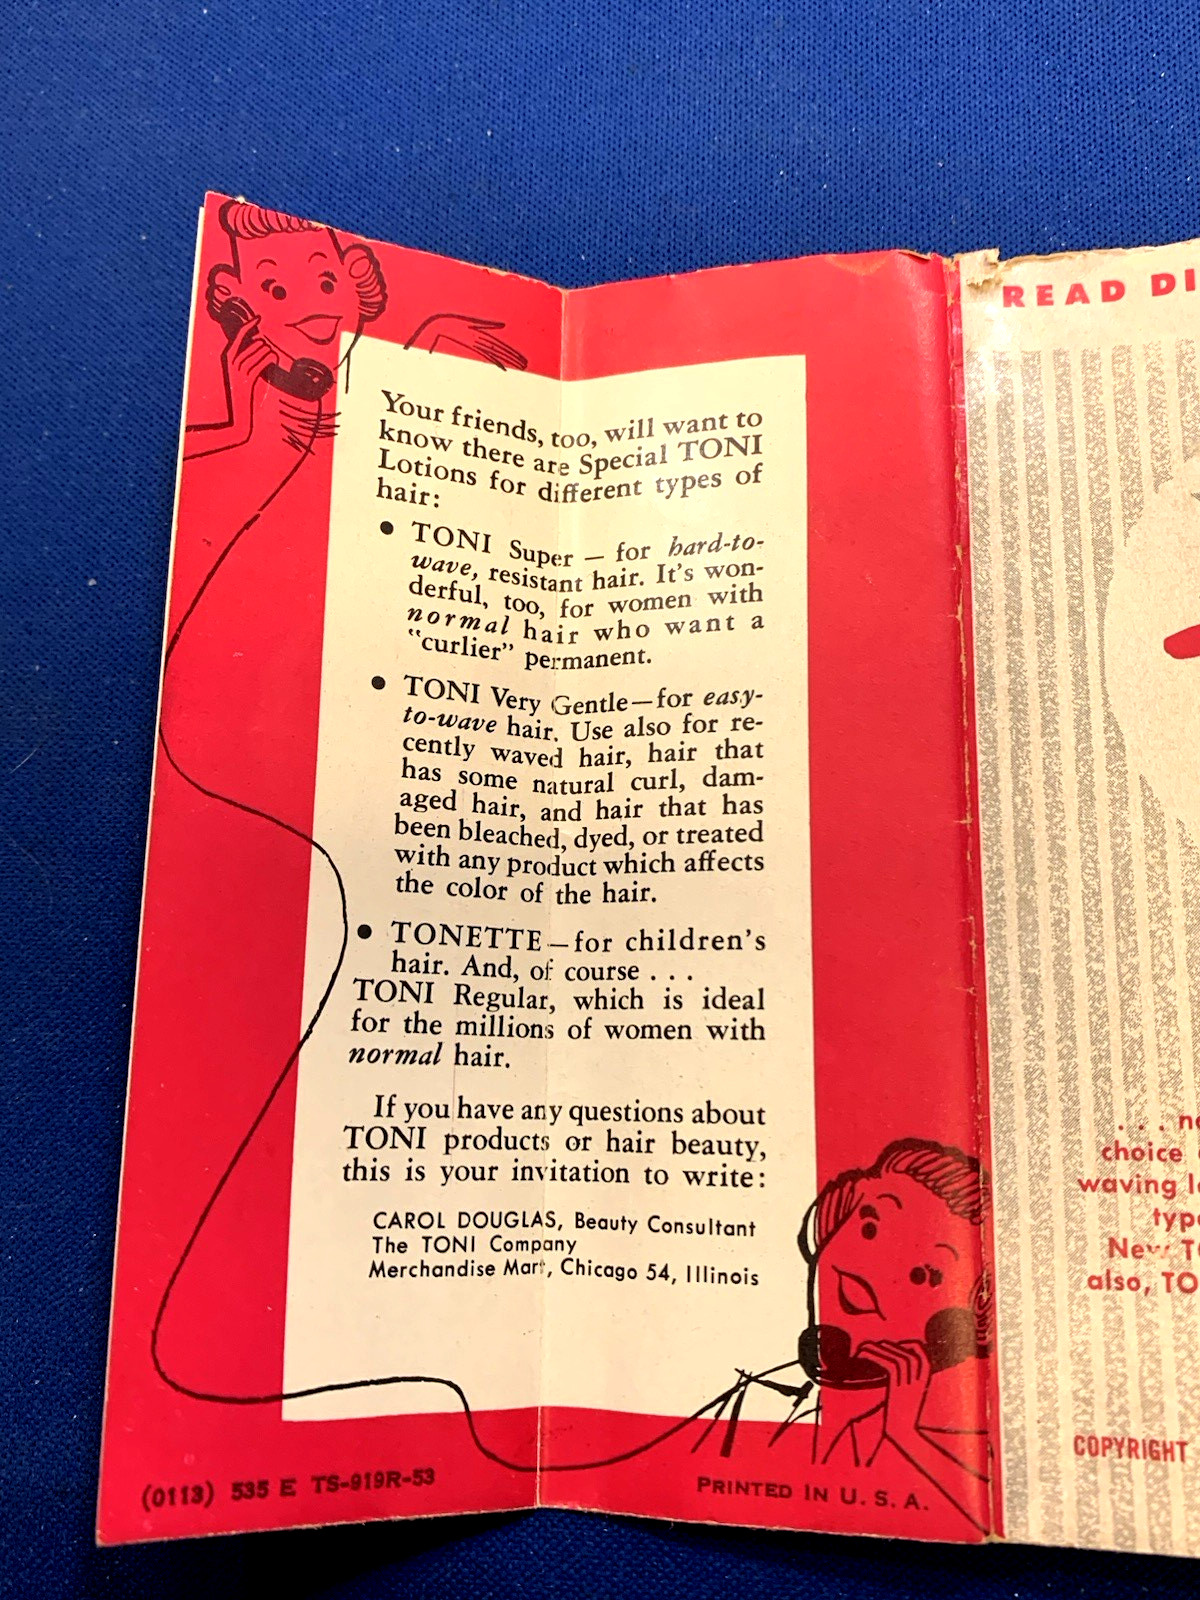 Your friends, too, will want to
know there are Special TONI
Lotions for different types of
hair:
● TONI Super – for hard-to-
wave, resistant hair. It's won-
derful, too, for women with
normal hair who want a
"curlier" permanent.
● TONI Very Gentle—for easy-
to-wave hair. Use also for re-
cently waved hair, hair that
has some natural curl, dam-
aged hair, and hair that has
been bleached, dyed, or treated
with any product which affects
the color of the hair.
● TONETTE—for children's
hair. And, of course . . .
TONI Regular, which is ideal
for the millions of women with
normal hair.
If you have any questions about
TONI products or hair beauty,
this is your invitation to write:
CAROL DOUGLAS, Beauty Consultant
The TONI Company
Merchandise Mart, Chicago 54, Illinois
(0113) 535 E TS-919R-53
PRINTED IN U. S. A.
READ DI
. . . 
choice
waving
typ
New T
also, TO
COPYRIGHT